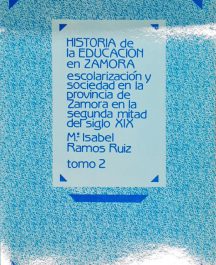 HISTORIA de
la EDUCACIÓN
en ZAMORA
escolarización y
sociedad en la
provincia de
Zamora en la
segunda mitad
del siglo XIX
M.ª Isabel
Ramos Ruiz
tomo 2